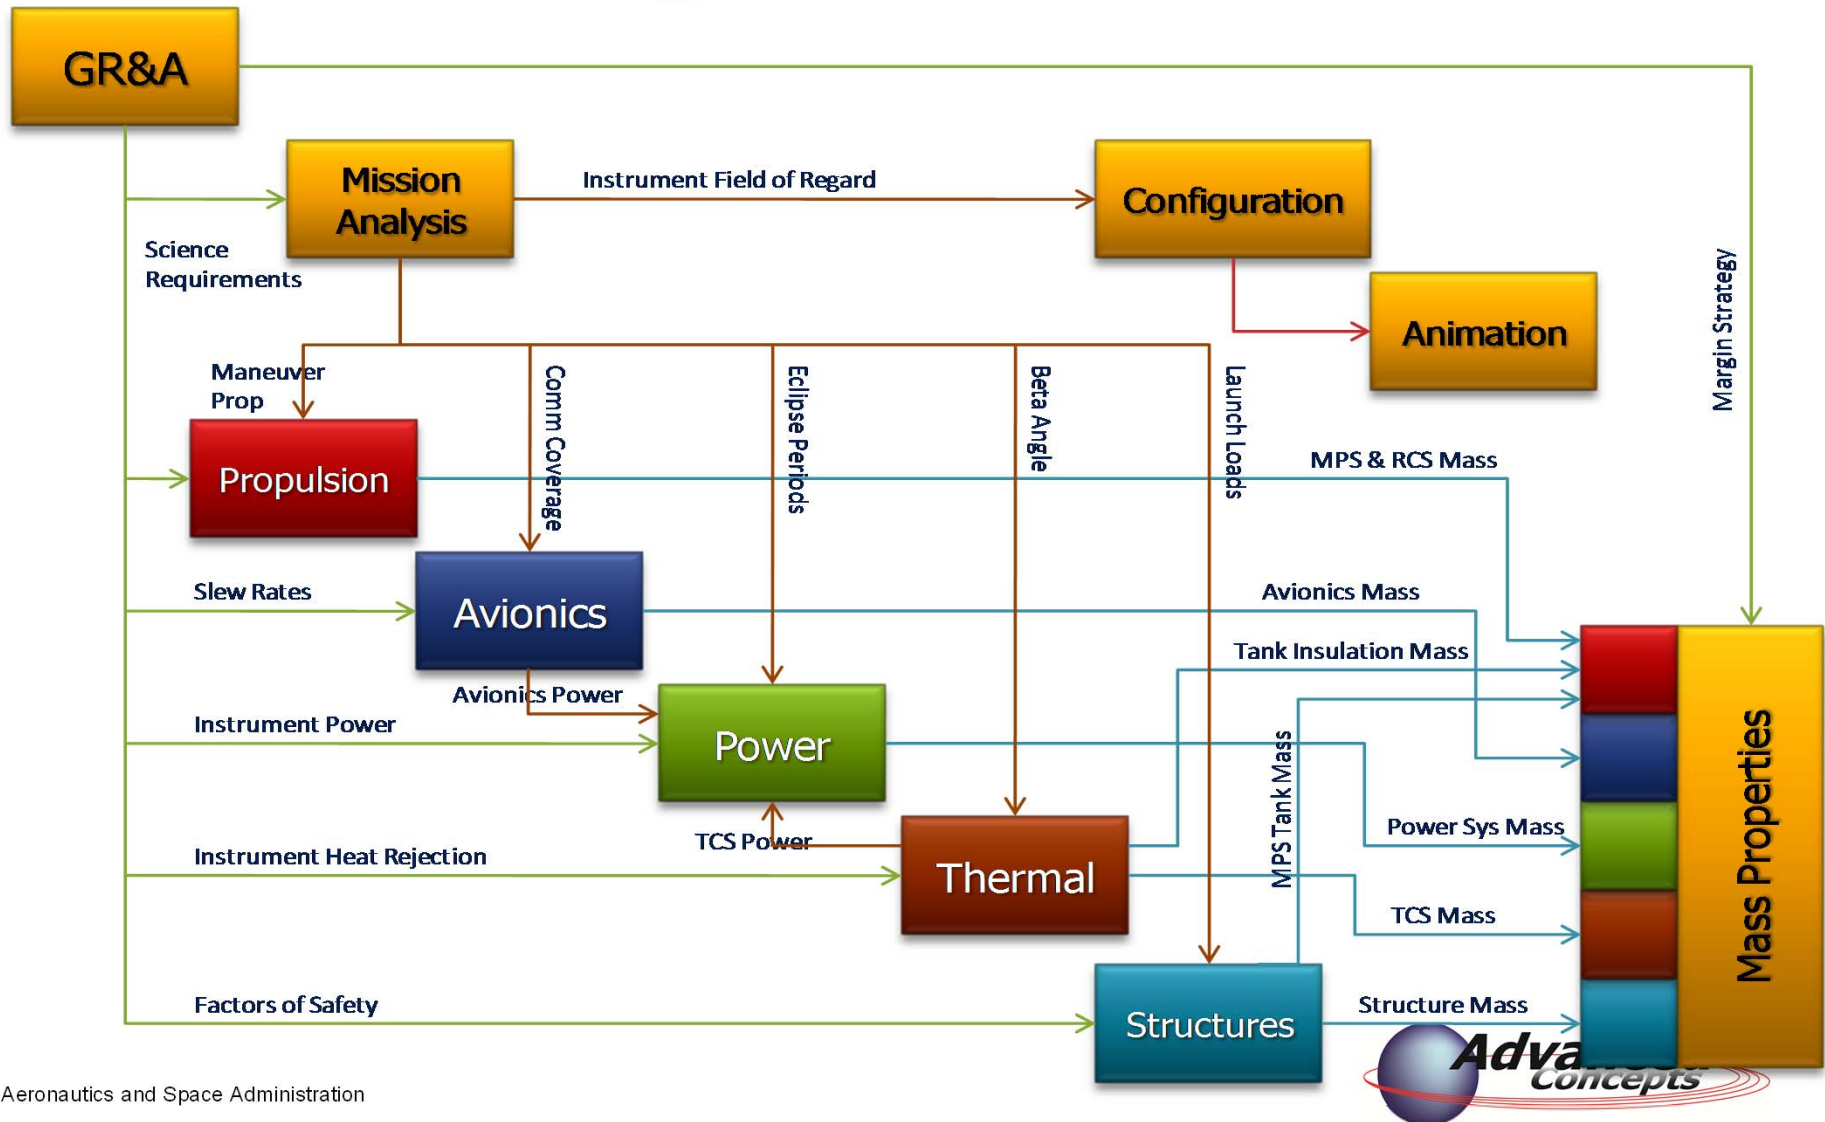 GR&A
Mission
Analysis
Instrument Field of Regard
Configuration
Science
Requirements
Animation
Margin Strategy
Maneuver
Prop
Comm Coverage
Eclipse Periods
Beta Angle
Launch Loads
Propulsion
MPS & RCS Mass
Slew Rates
Avionics
Avionics Mass
Tank Insulation Mass
Avionics Power
Instrument Power
Power
MPS Tank Mass
Mass Properties
Power Sys Mass
TCS Power
Instrument Heat Rejection
Thermal
TCS Mass
Factors of Safety
Structures
Structure Mass
Advanced
Concepts
Aeronautics and Space Administration